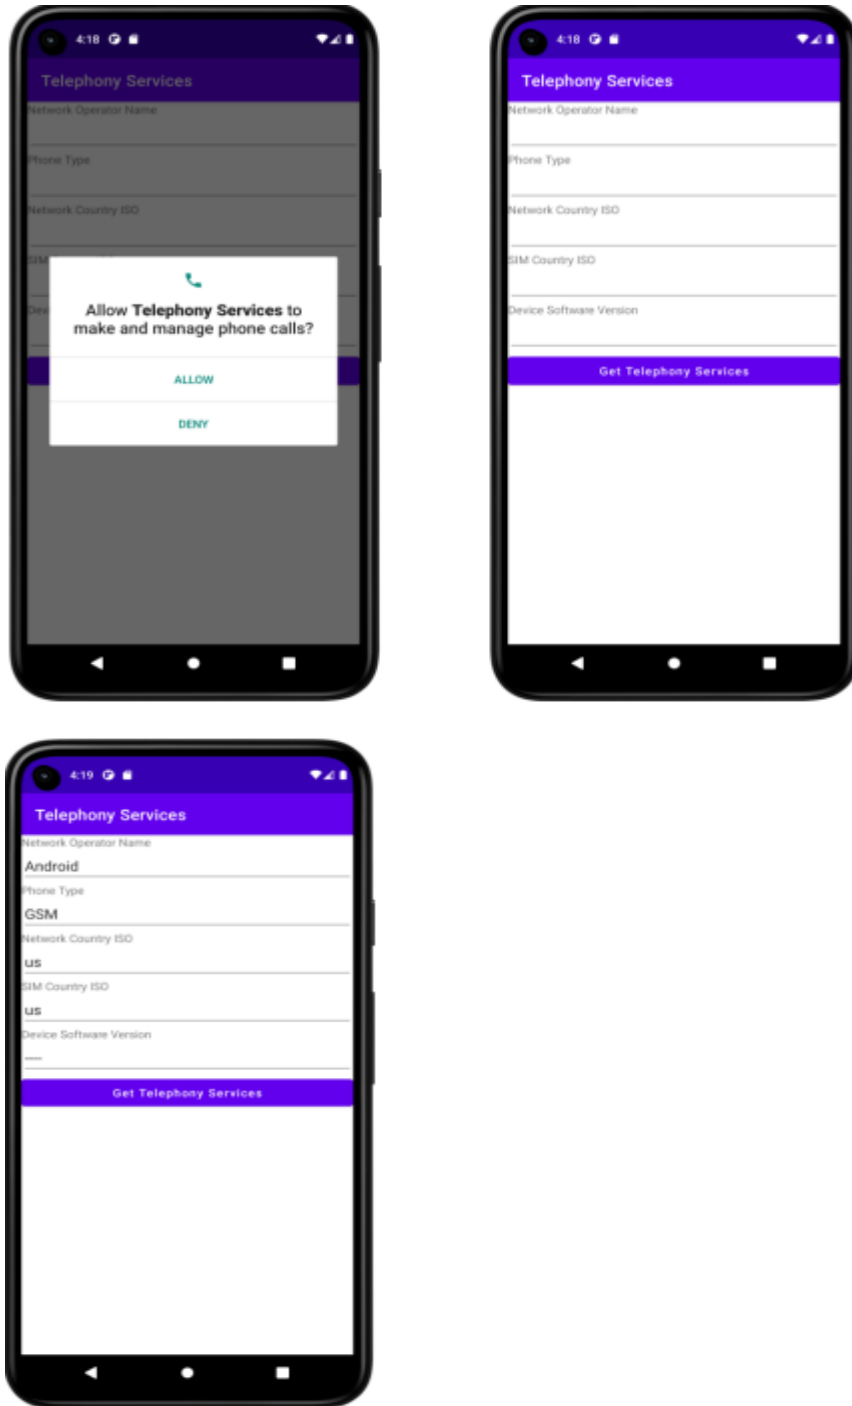 4:18
Telephony Services
Network Operator Name
Phone Type
Network Country ISO
SIM
Allow Telephony Services to
make and manage phone calls?
ALLOW
DENY
4:18
Telephony Services
Network Operator Name
Phone Type
Network Country ISO
SIM Country ISO
Device Software Version
Get Telephony Services
4:19
Telephony Services
Network Operator Name
Android
Phone Type
GSM
Network Country ISO
us
SIM Country ISO
us
Device Software Version
----
Get Telephony Services